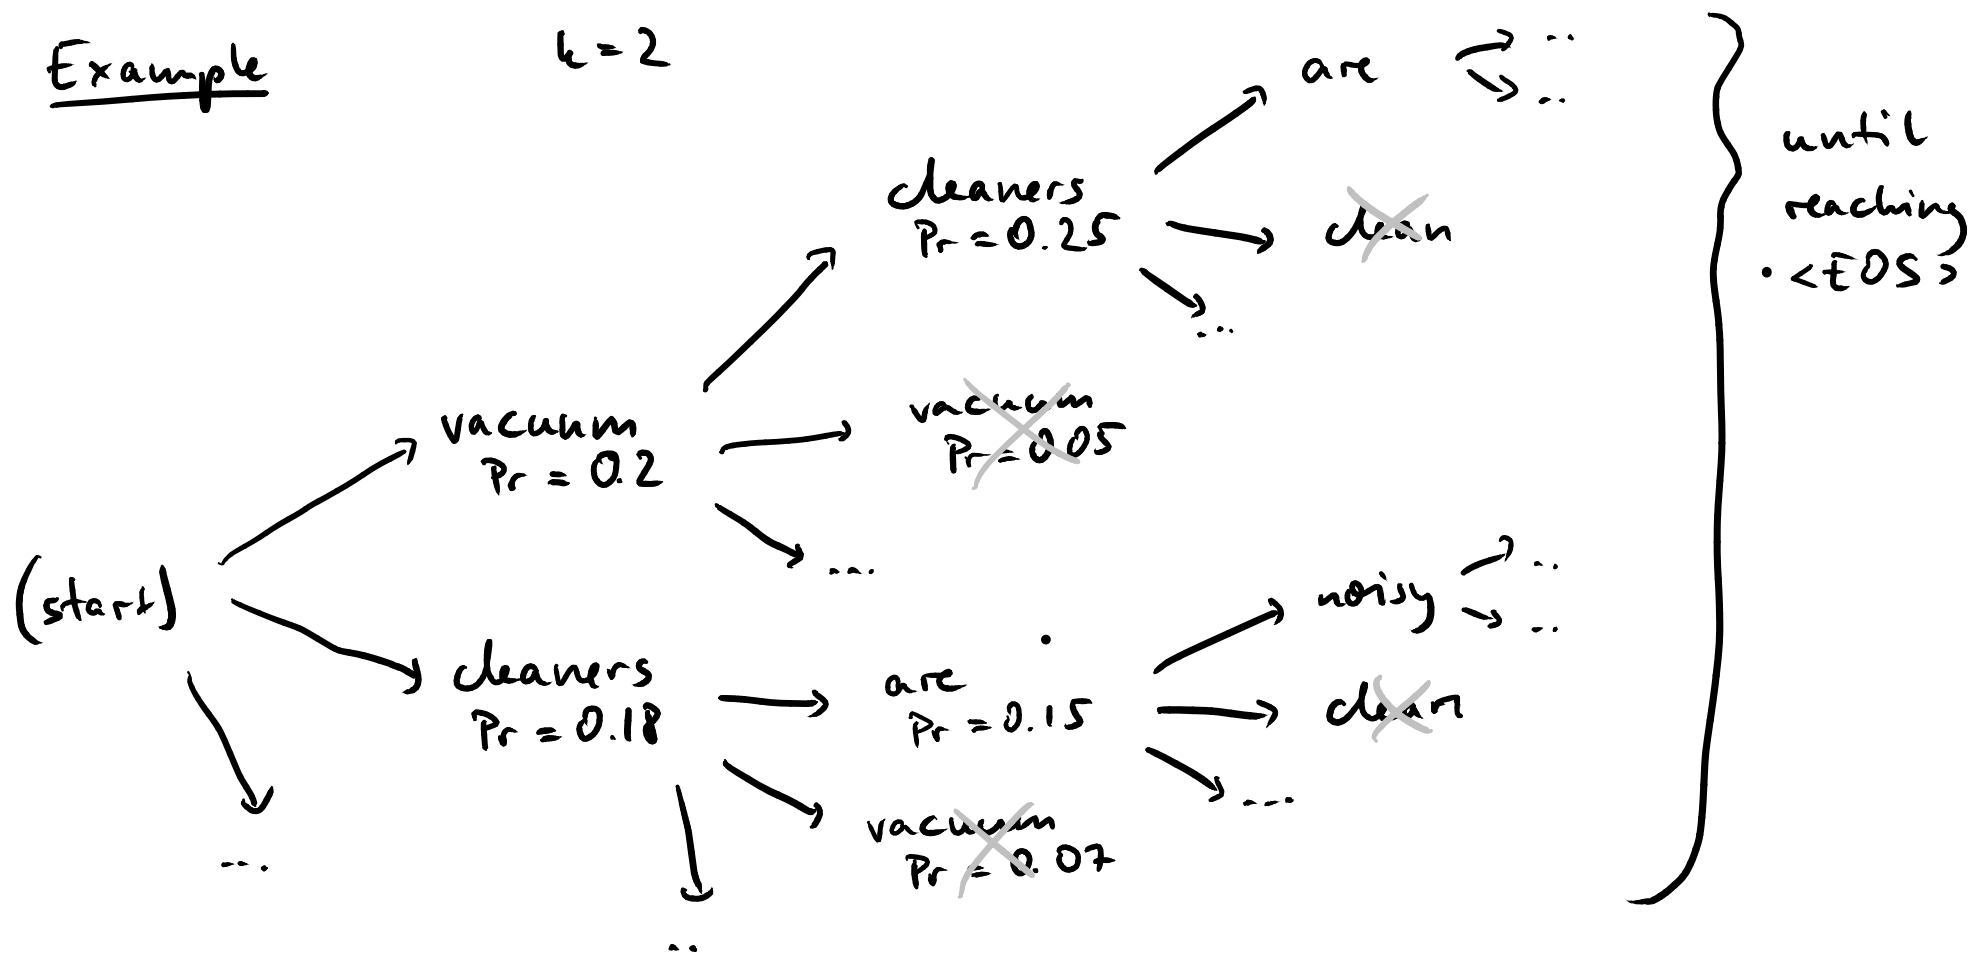 Example
k = 2
are
..
..
cleaners
Pr = 0.25
clean
...
until
reaching
. <EOS>
vacuum
Pr = 0.2
vacuum
Pr = 0.05
...
(start)
cleaners
Pr = 0.18
are
Pr = 0.15
noisy
..
..
clean
...
vacuum
Pr = 0.07
...
..